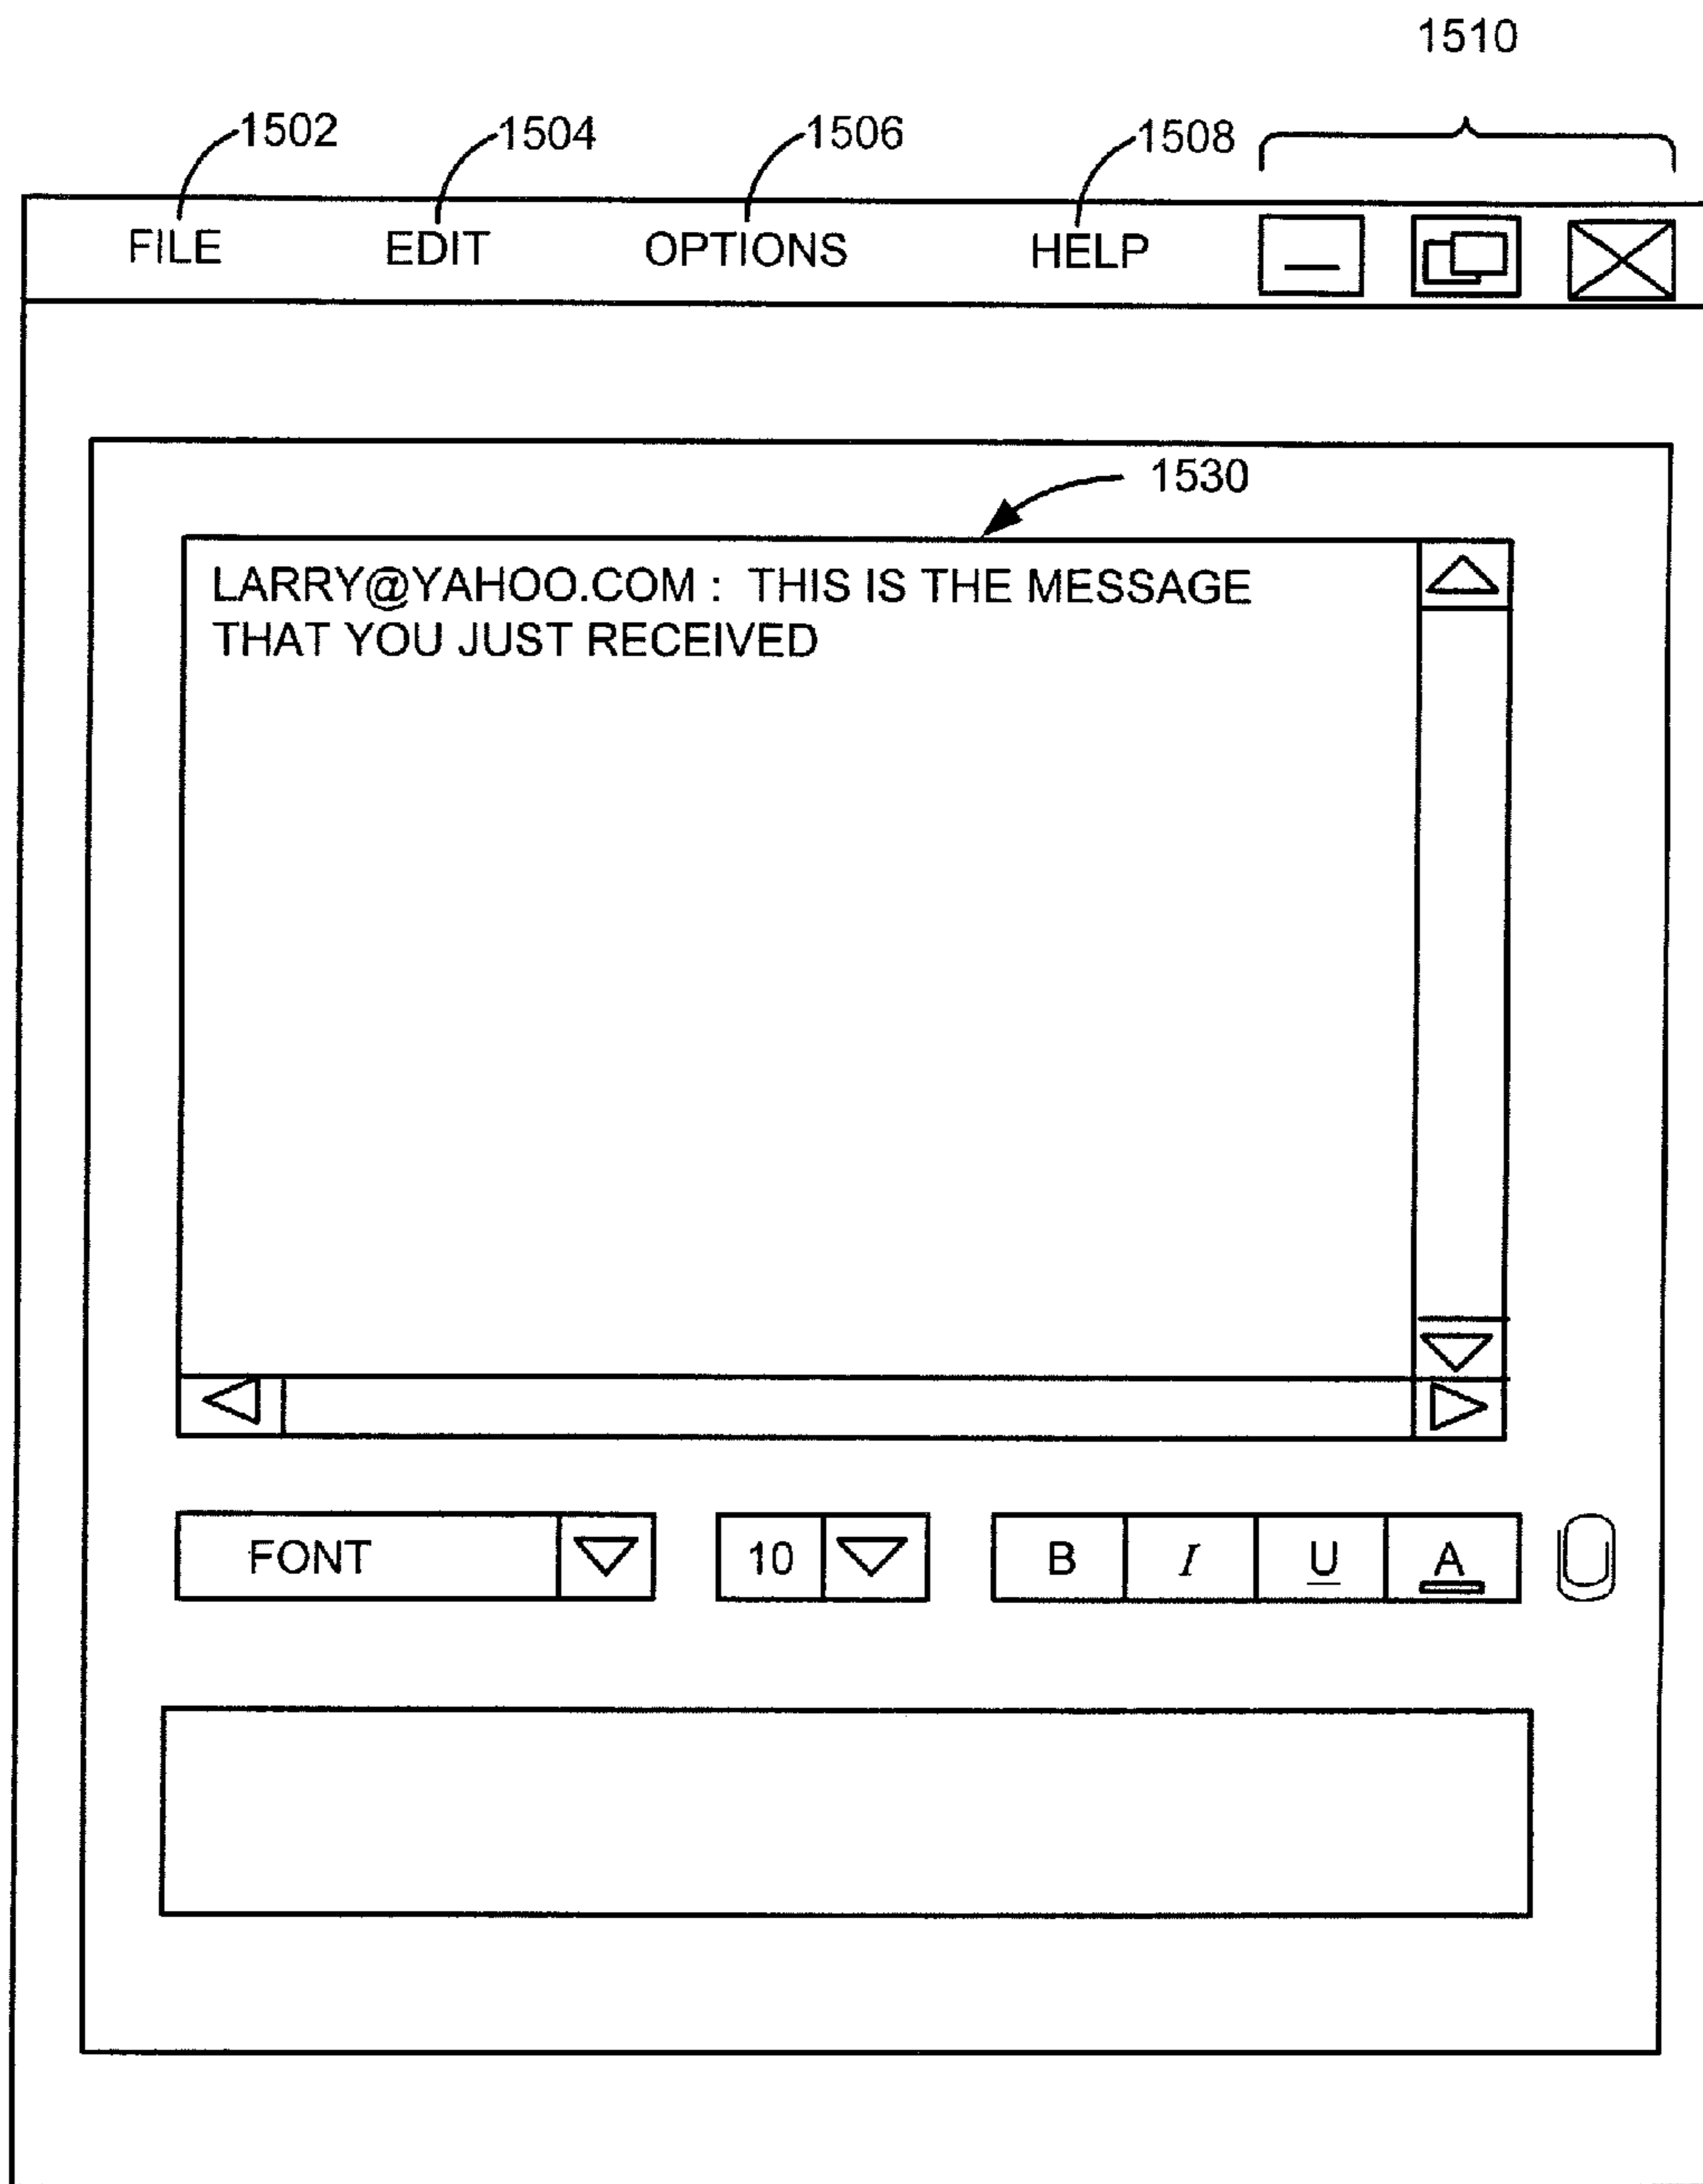 1510
1502 1504 1506 1508
FILE EDIT OPTIONS HELP
1530
LARRY@YAHOO.COM : THIS IS THE MESSAGE
THAT YOU JUST RECEIVED
FONT 10 B I U A